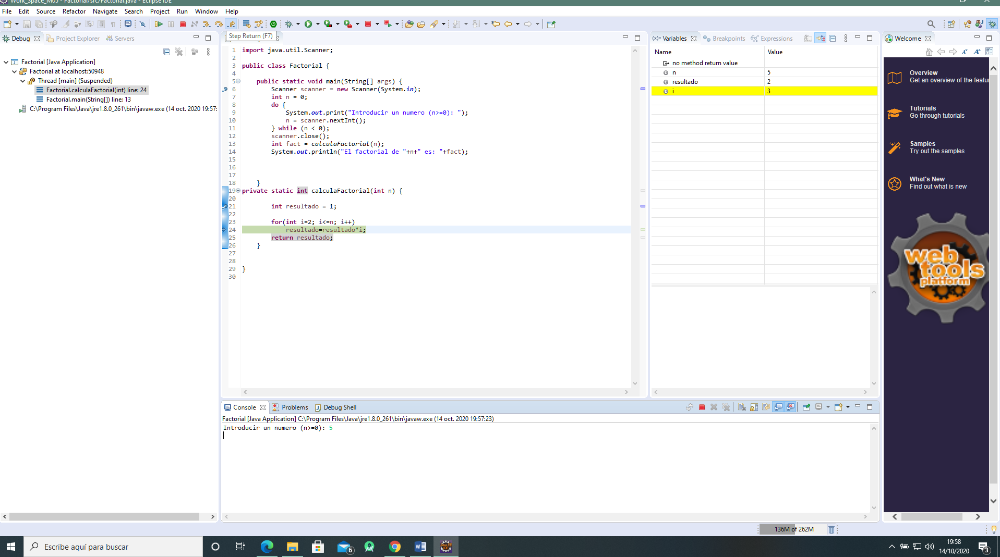 Work_Space_M05 - Factorial/src/Factorial.java - Eclipse IDE
File Edit Source Refactor Navigate Search Project Run Window Help
Debug Project Explorer Servers
Factorial [Java Application]
Factorial at localhost:50948
Thread [main] (Suspended)
Factorial.calculaFactorial(int) line: 24
Factorial.main(String[]) line: 13
C:\Program Files\Java\jre1.8.0_261\bin\javaw.exe (14 oct. 2020 19:57:
Step Return (F7)
1 import java.util.Scanner;
2
3 public class Factorial {
4
5 public static void main(String[] args) {
6 Scanner scanner = new Scanner(System.in);
7 int n = 0;
8 do {
9 System.out.print("Introducir un numero (n>=0): ");
10 n = scanner.nextInt();
11 } while (n < 0);
12 scanner.close();
13 int fact = calculaFactorial(n);
14 System.out.println("El factorial de "+n+" es: "+fact);
15
16
17
18 }
19 private static int calculaFactorial(int n) {
20
21 int resultado = 1;
22
23 for(int i=2; i<=n; i++)
24 resultado=resultado*i;
25 return resultado;
26 }
27
28
29 }
30
(x)= Variables Breakpoints Expressions
Name Value
no method return value
n 5
resultado 2
i 3
Welcome
Overview
Get an overview of the featur
Tutorials
Go through tutorials
Samples
Try out the samples
What's New
Find out what is new
web
tools
platform
Console Problems Debug Shell
Factorial [Java Application] C:\Program Files\Java\jre1.8.0_261\bin\javaw.exe (14 oct. 2020 19:57:23)
Introducir un numero (n>=0): 5
136M of 262M
Escribe aquí para buscar
6
19:58
14/10/2020
3